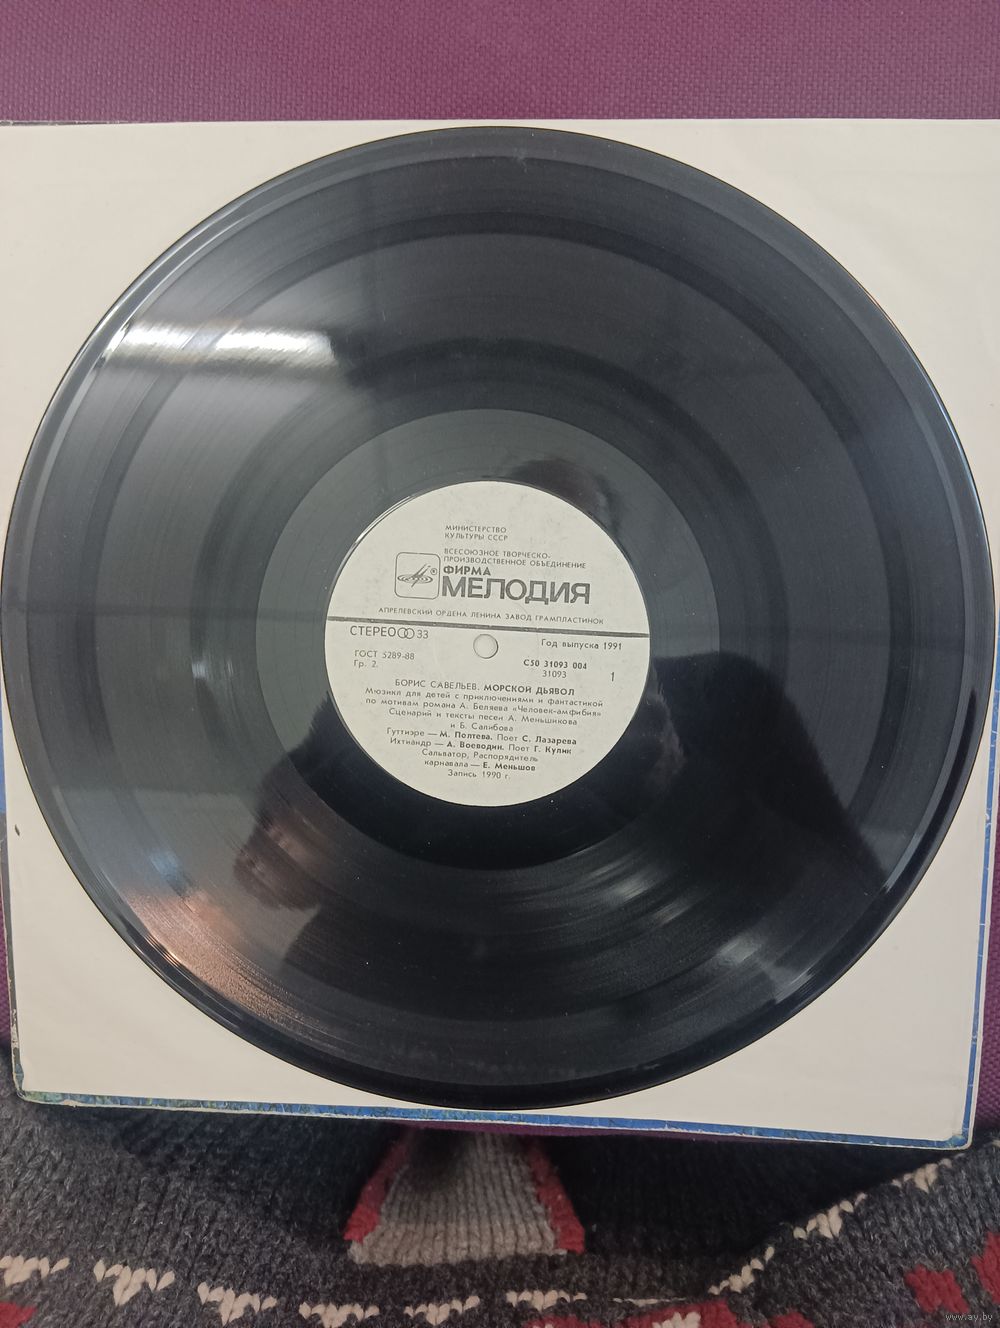 МИНИСТЕРСТВО
КУЛЬТУРЫ СССР
ВСЕСОЮЗНОЕ ТВОРЧЕСКО-
ПРОИЗВОДСТВЕННОЕ ОБЪЕДИНЕНИЕ
ФИРМА
®
МЕЛОДИЯ
АПРЕЛЕВСКИЙ ОРДЕНА ЛЕНИНА ЗАВОД ГРАМПЛАСТИНОК
СТЕРЕО 33
Год выпуска 1991
ГОСТ 5289-88
Гр. 2.
С50 31093 004
31093
1
БОРИС САВЕЛЬЕВ. МОРСКОЙ ДЬЯВОЛ
Мюзикл для детей с приключениями и фантастикой
по мотивам романа А. Беляева «Человек-амфибия»
Сценарий и тексты песен А. Меньшикова
и Б. Салибова
Гуттиэре — М. Полтева. Поет С. Лазарева
Ихтиандр — А. Воеводин. Поет Г. Кулик
Сальватор, Распорядитель
карнавала — Е. Меньшов
Запись 1990 г.
www.ay.by